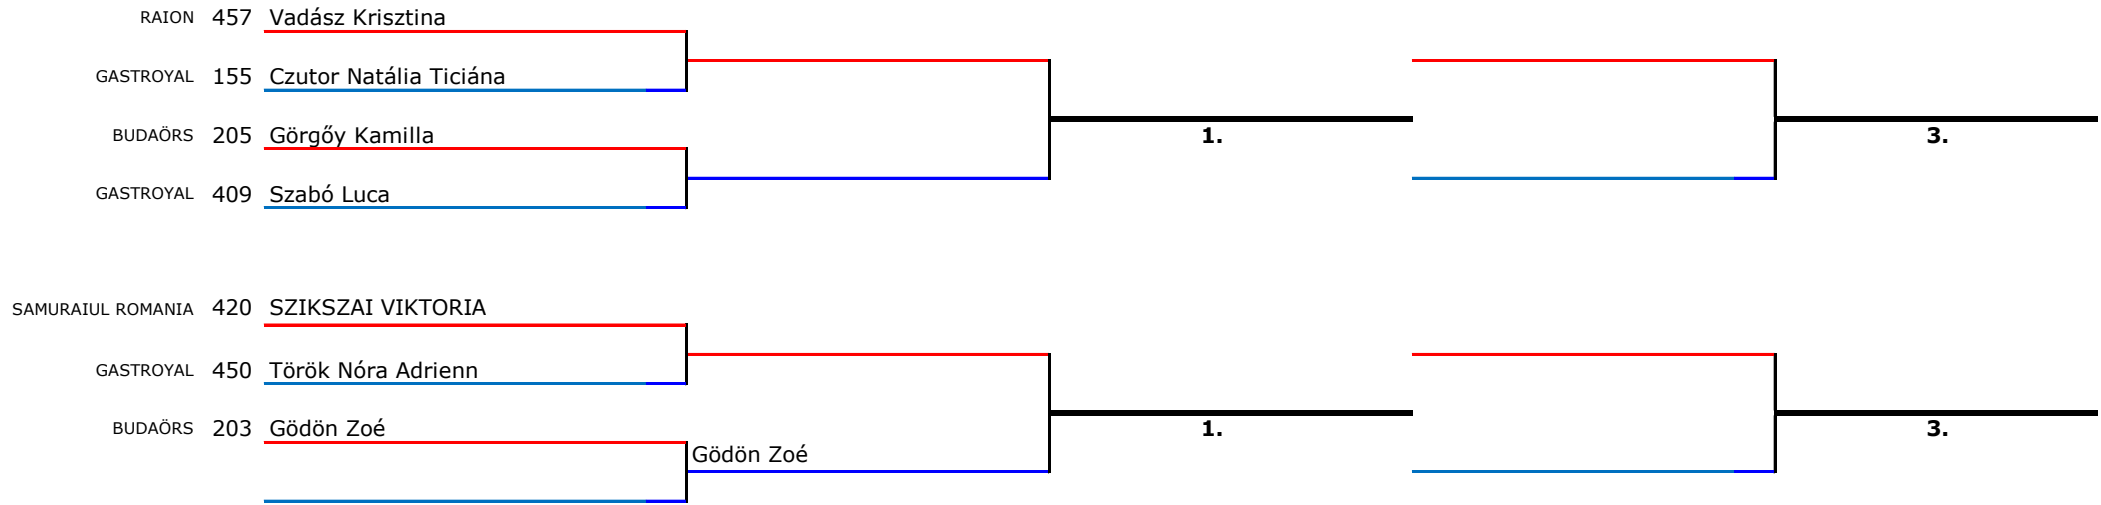 RAION 457 Vadász Krisztina
GASTROYAL 155 Czutor Natália Ticiána
BUDAÖRS 205 Görgőy Kamilla 1. 3.
GASTROYAL 409 Szabó Luca
SAMURAIUL ROMANIA 420 SZIKSZAI VIKTORIA
GASTROYAL 450 Török Nóra Adrienn
BUDAÖRS 203 Gödön Zoé 1. 3.
Gödön Zoé